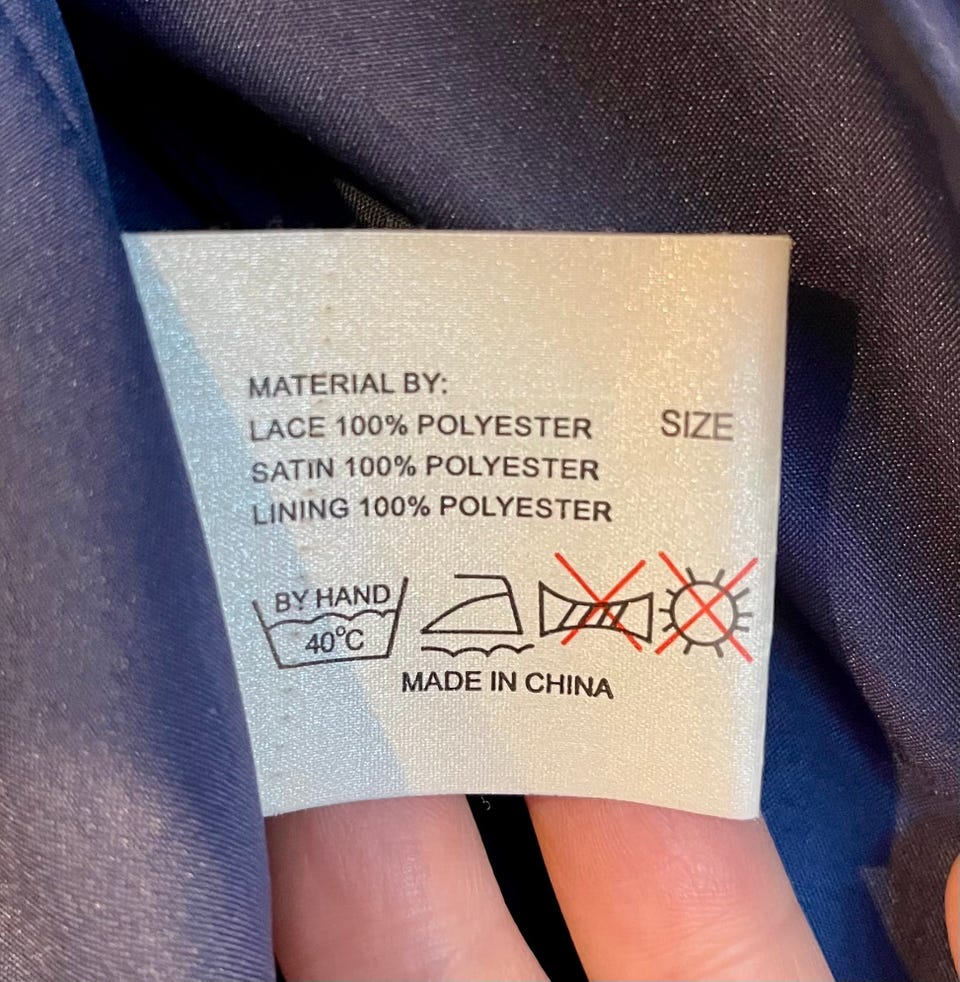 MATERIAL BY:
LACE 100% POLYESTER SIZE
SATIN 100% POLYESTER
LINING 100% POLYESTER
BY HAND
40°C
MADE IN CHINA